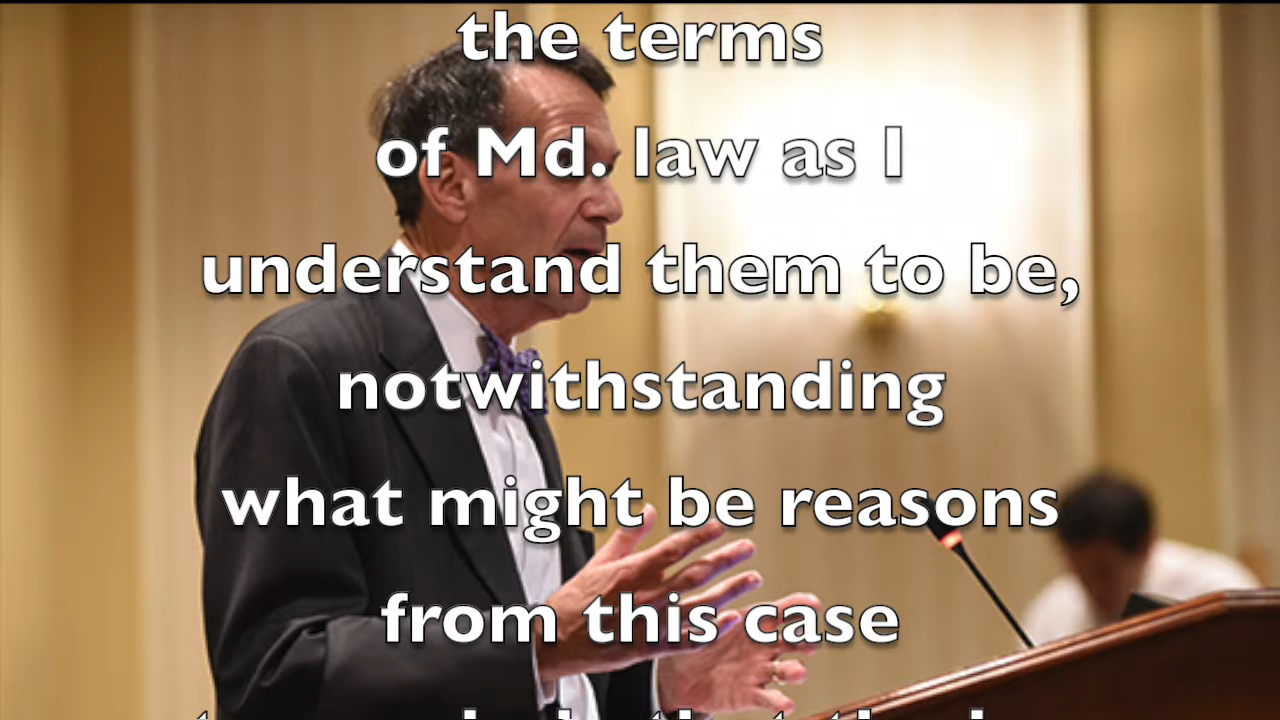 the terms
of Md. law as I
understand them to be,
notwithstanding
what might be reasons
from this case